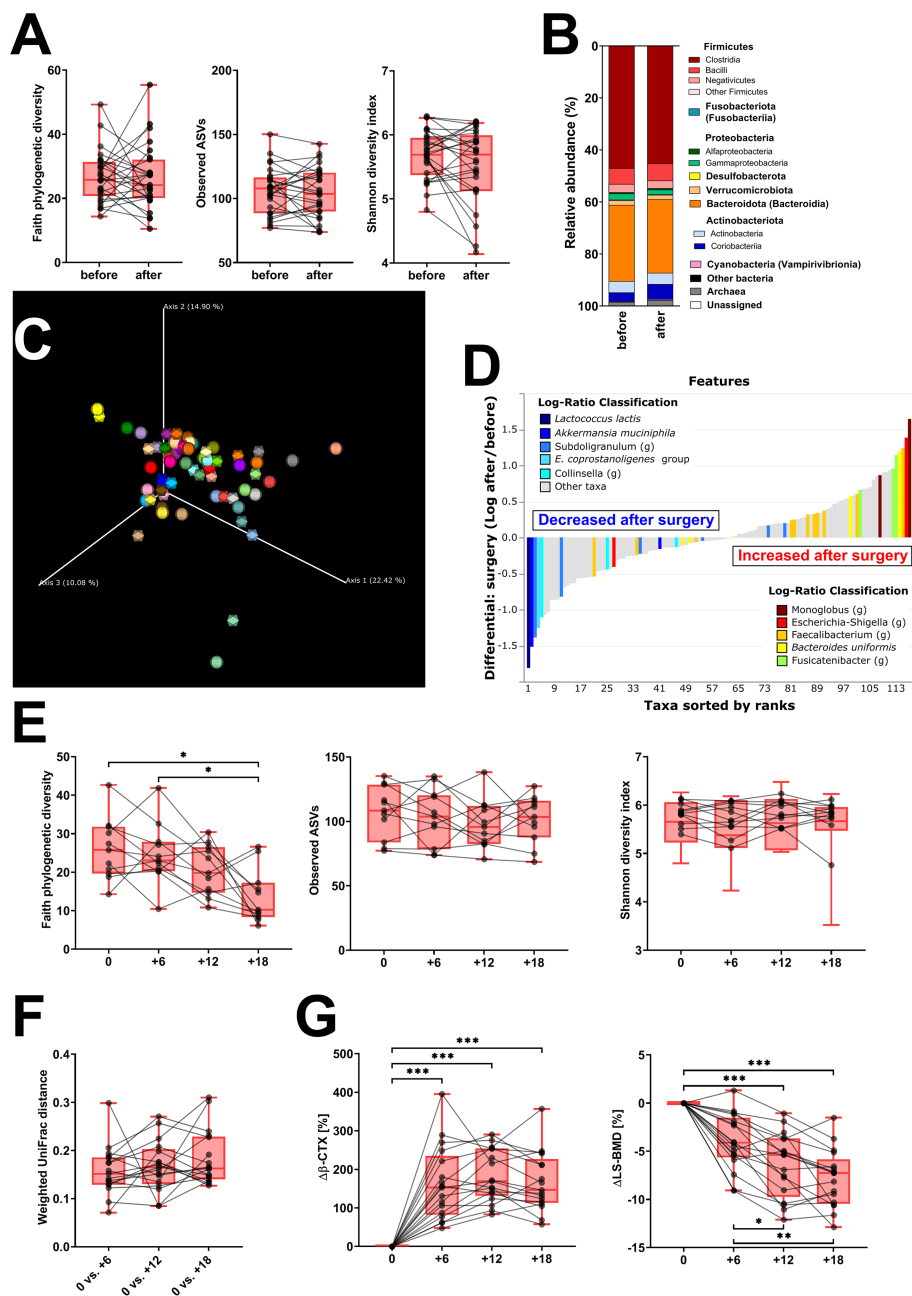 A
Faith phylogenetic diversity
60
40
20
0
before
after
Observed ASVs
200
150
100
50
before
after
Shannon diversity index
7
6
5
4
before
after
B
Relative abundance (%)
0
20
40
60
80
100
before
after
Firmicutes
Clostridia
Bacilli
Negativicutes
Other Firmicutes
Fusobacteriota
(Fusobacteriia)
Proteobacteria
Alfaproteobacteria
Gammaproteobacteria
Desulfobacterota
Verrucomicrobiota
Bacteroidota (Bacteroidia)
Actinobacteriota
Actinobacteria
Coriobacteriia
Cyanobacteria (Vampirivibrionia)
Other bacteria
Archaea
Unassigned
C
Axis 2 (14.90 %)
Axis 3 (10.08 %)
Axis 1 (22.42 %)
D
Features
Differential: surgery (Log after/before)
1.5
1.0
0.5
0.0
-0.5
-1.0
-1.5
Log-Ratio Classification
Lactococcus lactis
Akkermansia muciniphila
Subdoligranulum (g)
E. coprostanoligenes group
Collinsella (g)
Other taxa
Decreased after surgery
Increased after surgery
Log-Ratio Classification
Monoglobus (g)
Escherichia-Shigella (g)
Faecalibacterium (g)
Bacteroides uniformis
Fusicatenibacter (g)
1 9 17 25 33 41 49 57 65 73 81 89 97 105 113
Taxa sorted by ranks
E
Faith phylogenetic diversity
50
40
30
20
10
0
*
*
0 +6 +12 +18
Observed ASVs
150
100
50
0
0 +6 +12 +18
Shannon diversity index
7
6
5
4
3
0 +6 +12 +18
F
Weighted UniFrac distance
0.4
0.3
0.2
0.1
0.0
0 vs. +6
0 vs. +12
0 vs. +18
G
Δβ-CTX [%]
500
400
300
200
100
0
***
***
***
0 +6 +12 +18
ΔLS-BMD [%]
5
0
-5
-10
-15
***
***
*
**
0 +6 +12 +18